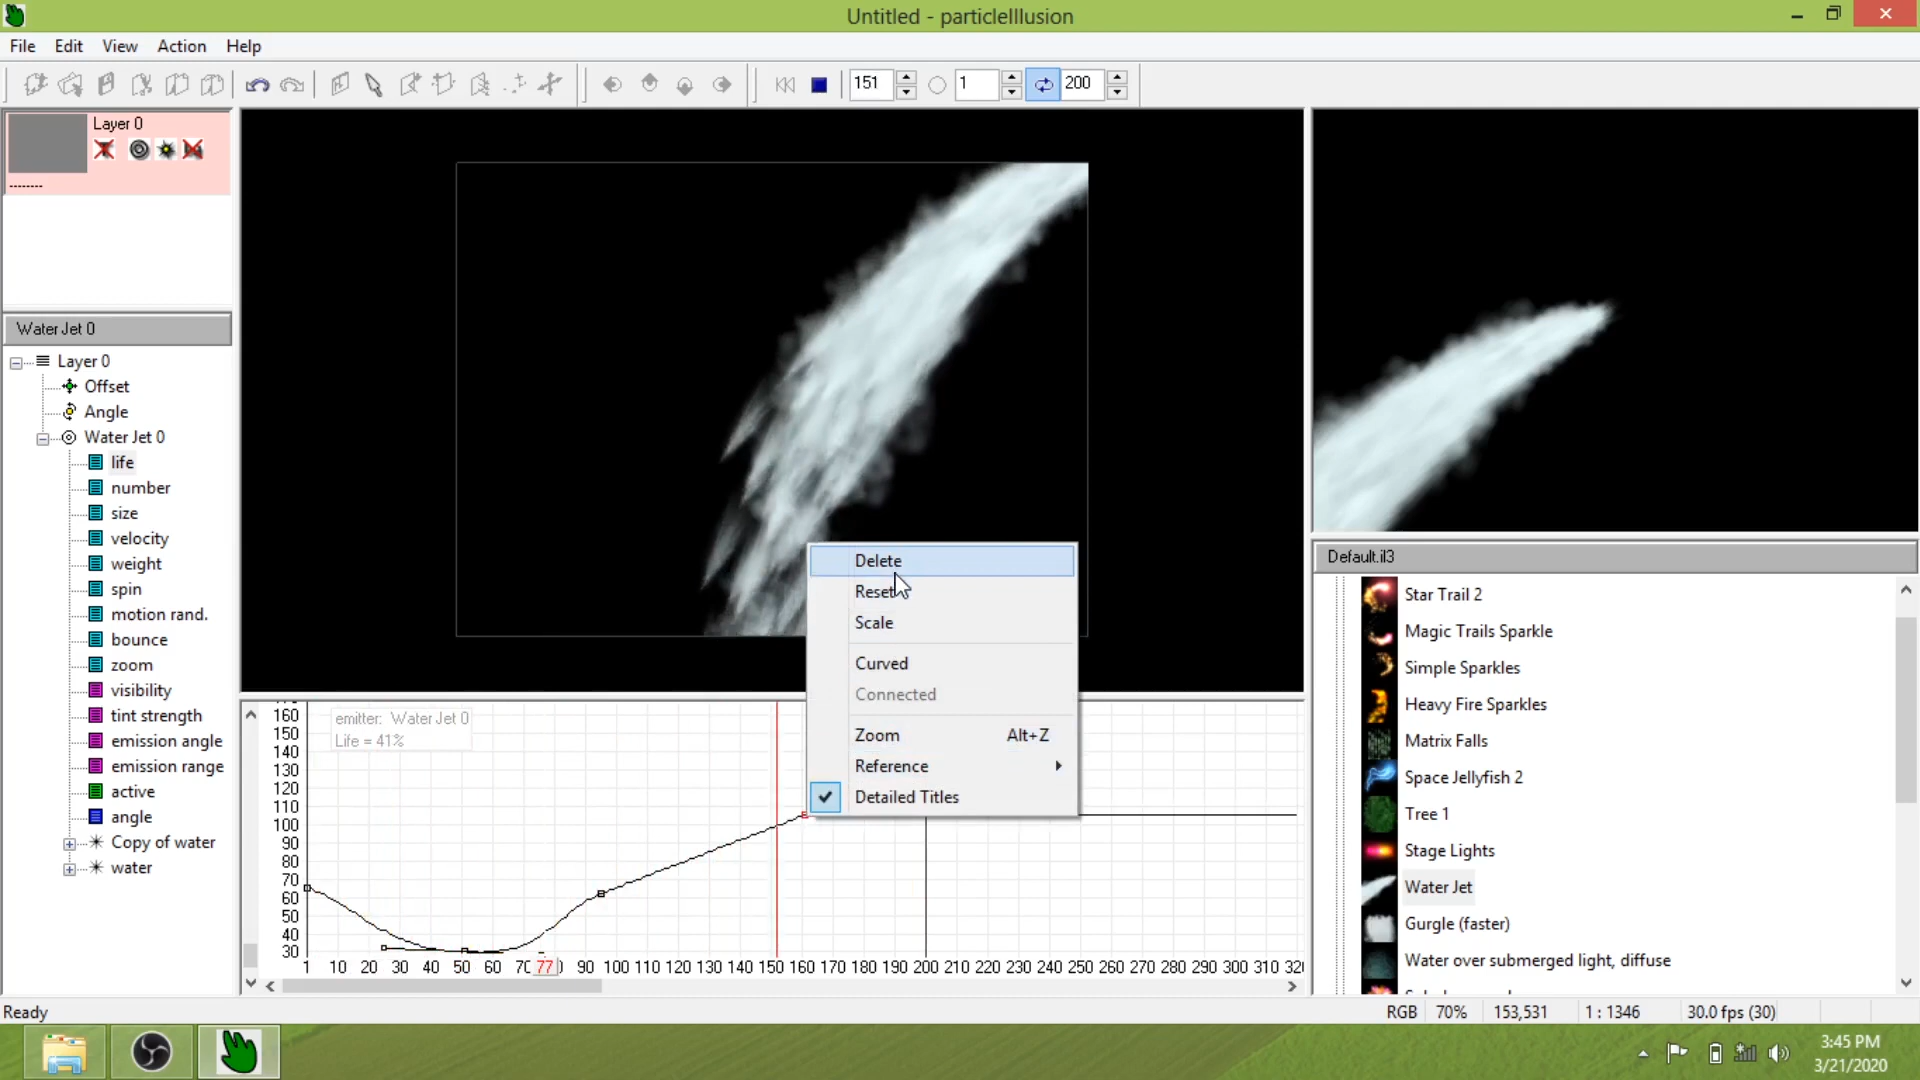 Untitled - particleIllusion
File Edit View Action Help
151 1 200
Layer 0
--------
Water Jet 0
Layer 0
Offset
Angle
Water Jet 0
life
number
size
velocity
weight
spin
motion rand.
bounce
zoom
visibility
tint strength
emission angle
emission range
active
angle
Copy of water
water
Delete
Reset
Scale
Curved
Connected
Zoom Alt+Z
Reference
Detailed Titles
emitter: Water Jet 0
Life = 41%
160
150
140
130
120
110
100
90
80
70
60
50
40
30
1 10 20 30 40 50 60 77 90 100 110 120 130 140 150 160 170 180 190 200 210 220 230 240 250 260 270 280 290 300 310
Default.il3
Star Trail 2
Magic Trails Sparkle
Simple Sparkles
Heavy Fire Sparkles
Matrix Falls
Space Jellyfish 2
Tree 1
Stage Lights
Water Jet
Gurgle (faster)
Water over submerged light, diffuse
Ready
RGB 70% 153,531 1 : 1346 30.0 fps (30)
3:45 PM
3/21/2020